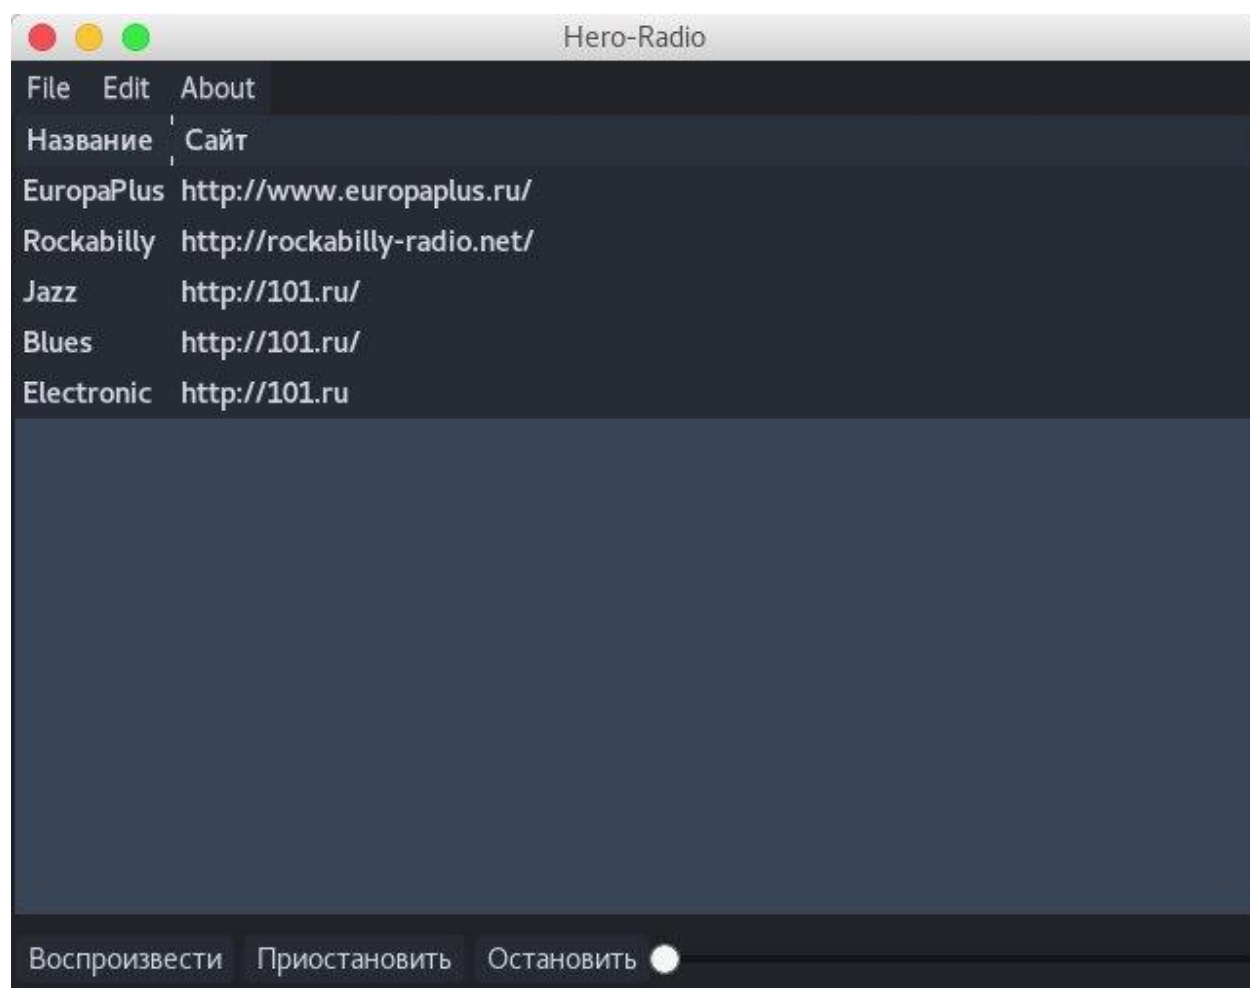 Hero-Radio
File Edit About
Название Сайт
EuropaPlus http://www.europaplus.ru/
Rockabilly http://rockabilly-radio.net/
Jazz http://101.ru/
Blues http://101.ru/
Electronic http://101.ru
Воспроизвести Приостановить Остановить